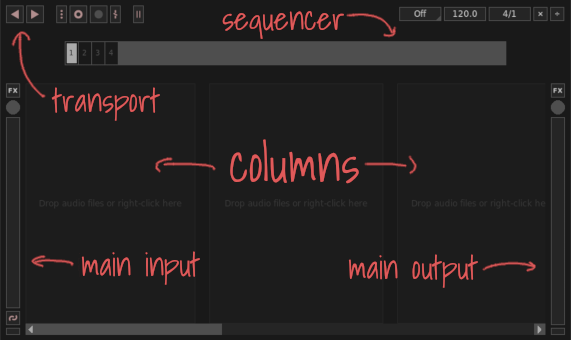 sequencer
Off 120.0 4/1 × ÷
1 2 3 4
FX FX
transport
columns
Drop audio files or right-click here Drop audio files or right-click here Drop audio files or right-click he
main input
main output